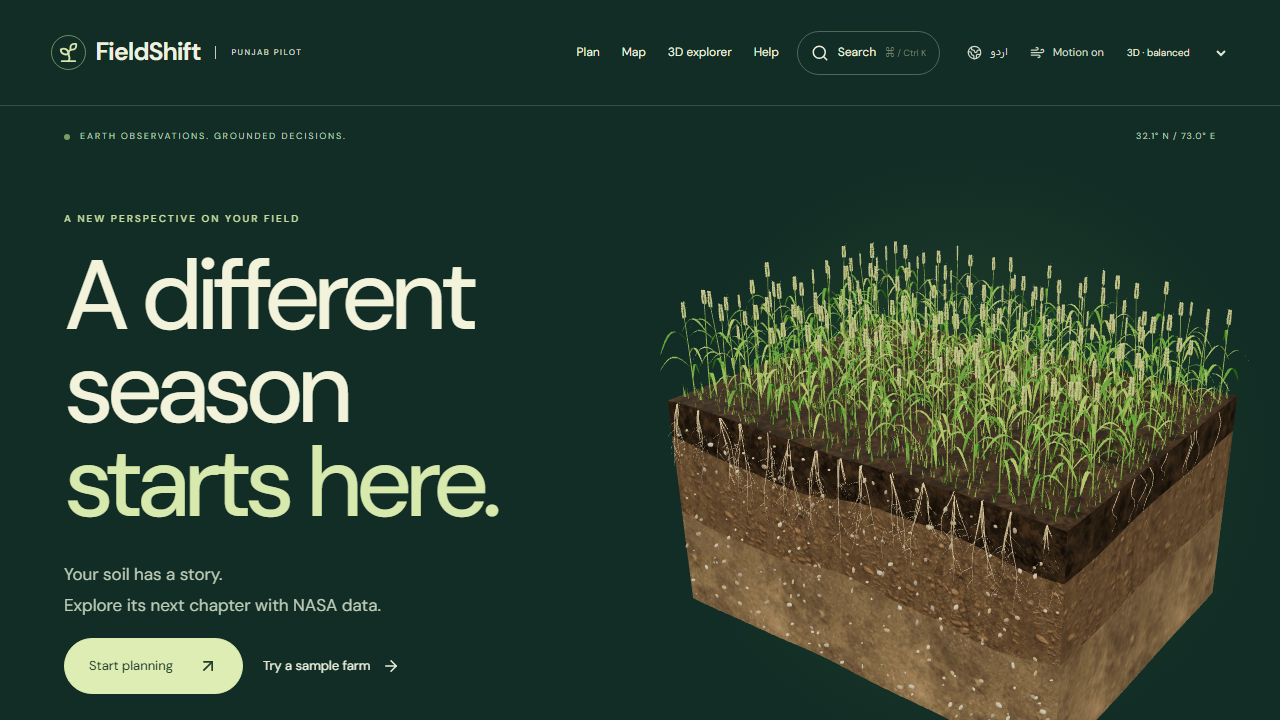 FieldShift
PUNJAB PILOT
Plan
Map
3D explorer
Help
Search ⌘ / Ctrl K
اردو
Motion on
3D · balanced
EARTH OBSERVATIONS. GROUNDED DECISIONS.
32.1° N / 73.0° E
A NEW PERSPECTIVE ON YOUR FIELD
A different
season
starts here.
Your soil has a story.
Explore its next chapter with NASA data.
Start planning
Try a sample farm